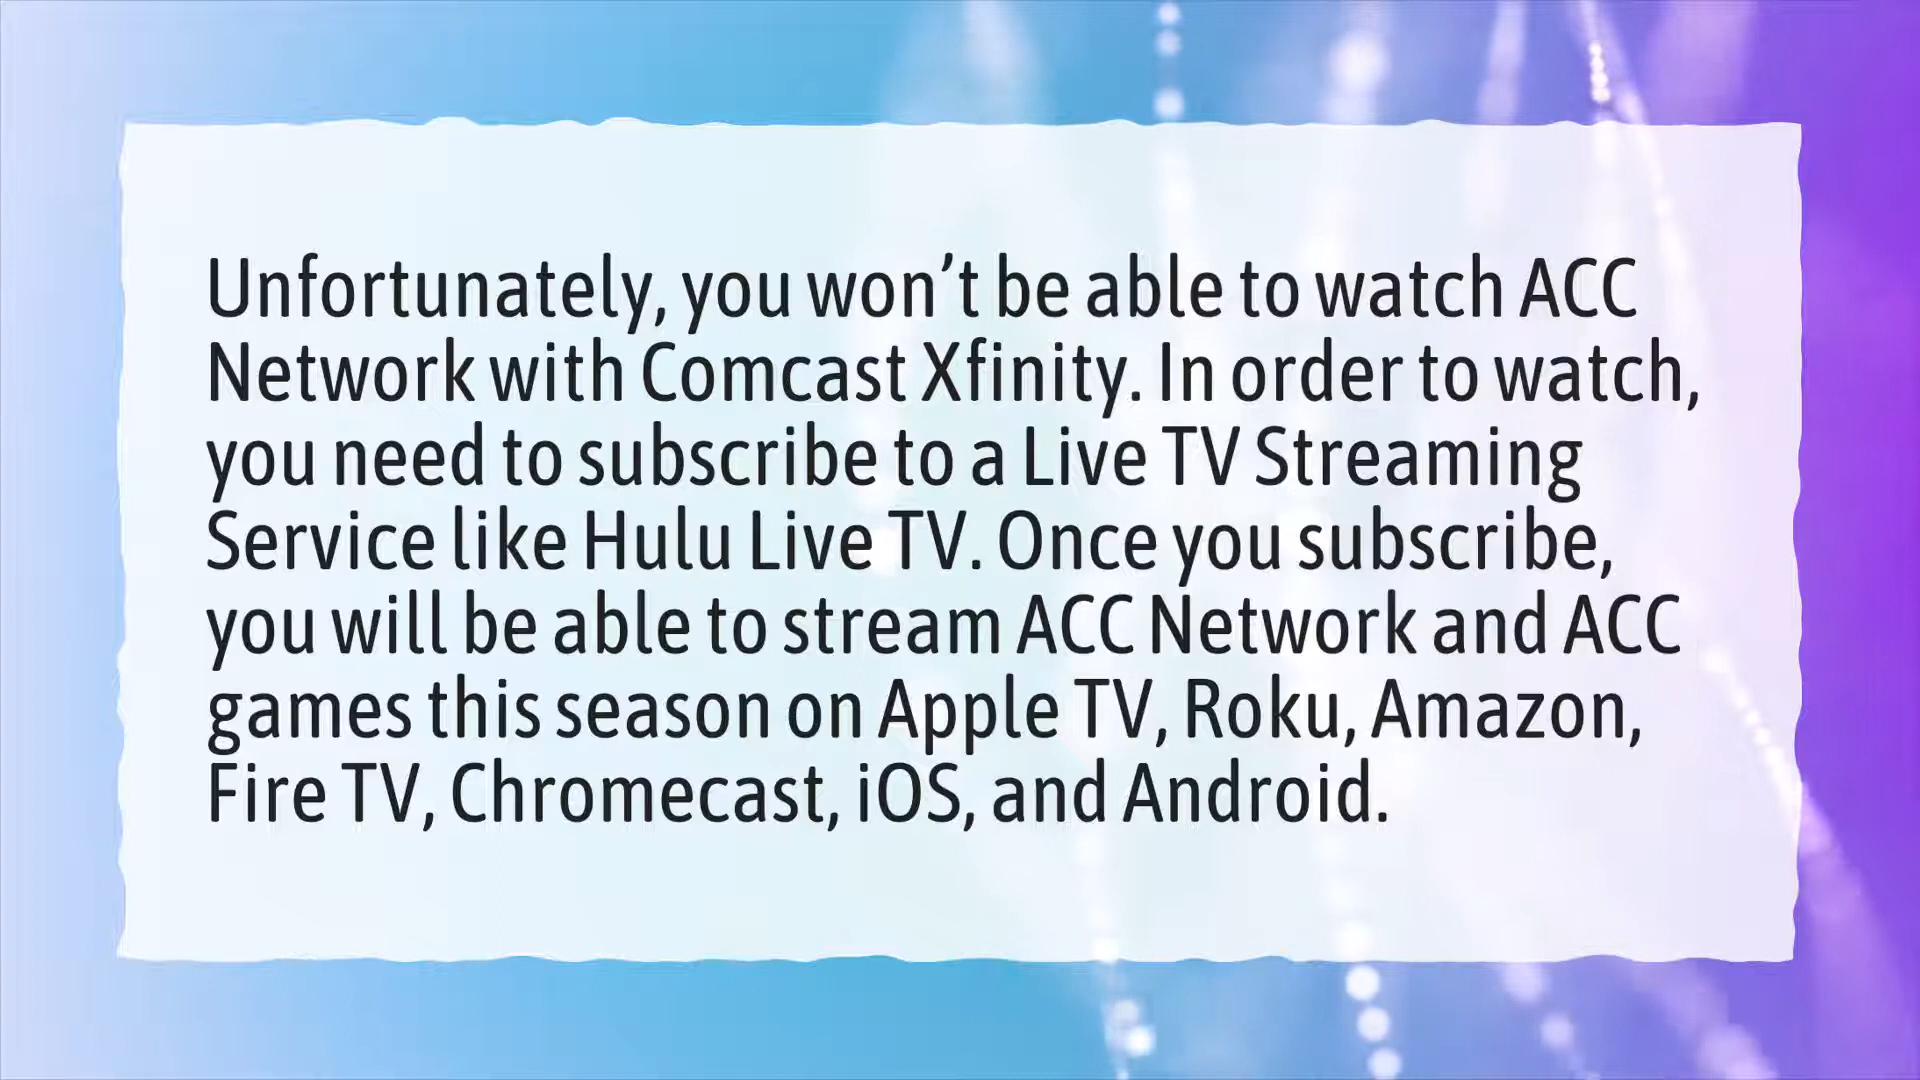 Unfortunately, you won’t be able to watch ACC
Network with Comcast Xfinity. In order to watch,
you need to subscribe to a Live TV Streaming
Service like Hulu Live TV. Once you subscribe,
you will be able to stream ACC Network and ACC
games this season on Apple TV, Roku, Amazon,
Fire TV, Chromecast, iOS, and Android.